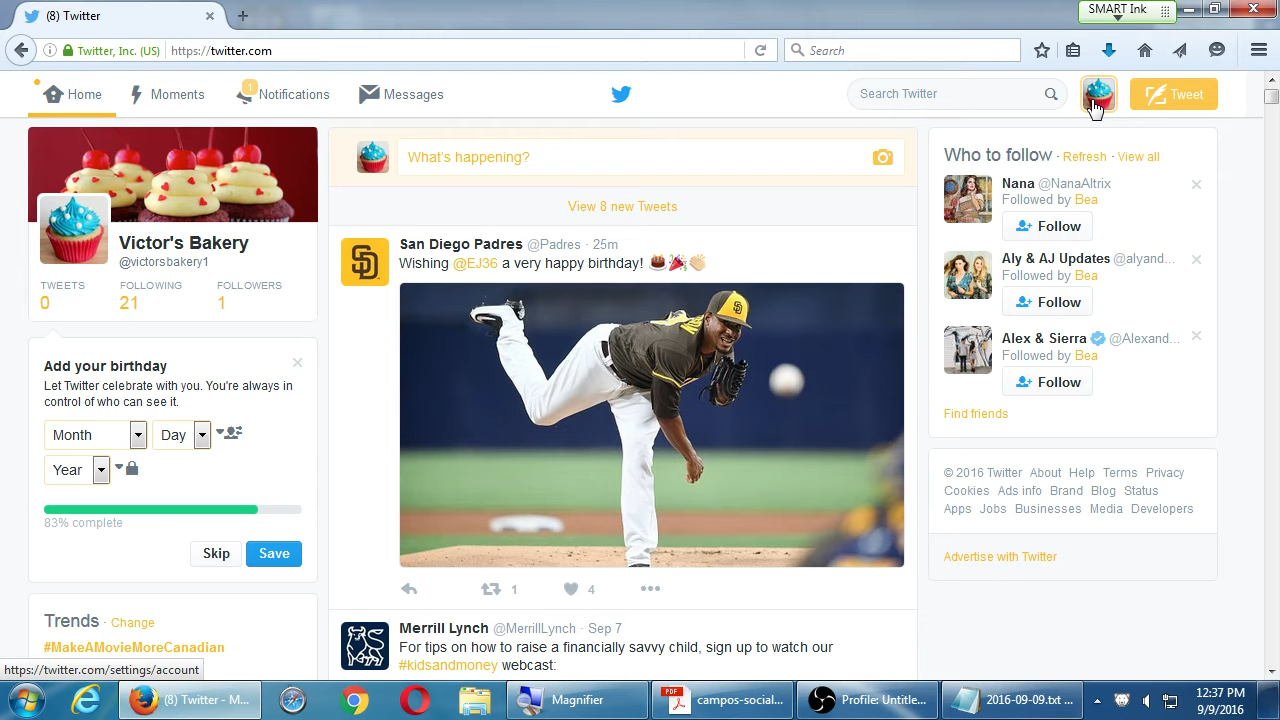 (8) Twitter
SMART Ink
Twitter, Inc. (US)
https://twitter.com
Search
Home
Moments
1
Notifications
Messages
Search Twitter
Tweet
Victor's Bakery
@victorsbakery1
TWEETS FOLLOWING FOLLOWERS
0 21 1
Add your birthday
Let Twitter celebrate with you. You're always in
control of who can see it.
Month Day
Year
83% complete
Skip Save
Trends · Change
#MakeAMovieMoreCanadian
What's happening?
View 8 new Tweets
San Diego Padres @Padres · 25m
Wishing @EJ36 a very happy birthday!
1 4
Merrill Lynch @MerrillLynch · Sep 7
For tips on how to raise a financially savvy child, sign up to watch our
#kidsandmoney webcast:
Who to follow · Refresh · View all
Nana @NanaAltrix
Followed by Bea
Follow
Aly & AJ Updates @alyand...
Followed by Bea
Follow
Alex & Sierra @Alexand...
Followed by Bea
Follow
Find friends
© 2016 Twitter About Help Terms Privacy
Cookies Ads info Brand Blog Status
Apps Jobs Businesses Media Developers
Advertise with Twitter
https://twitter.com/settings/account
(8) Twitter - M...
Magnifier
PDF
campos-social...
Profile: Untitle...
2016-09-09.txt ...
12:37 PM
9/9/2016